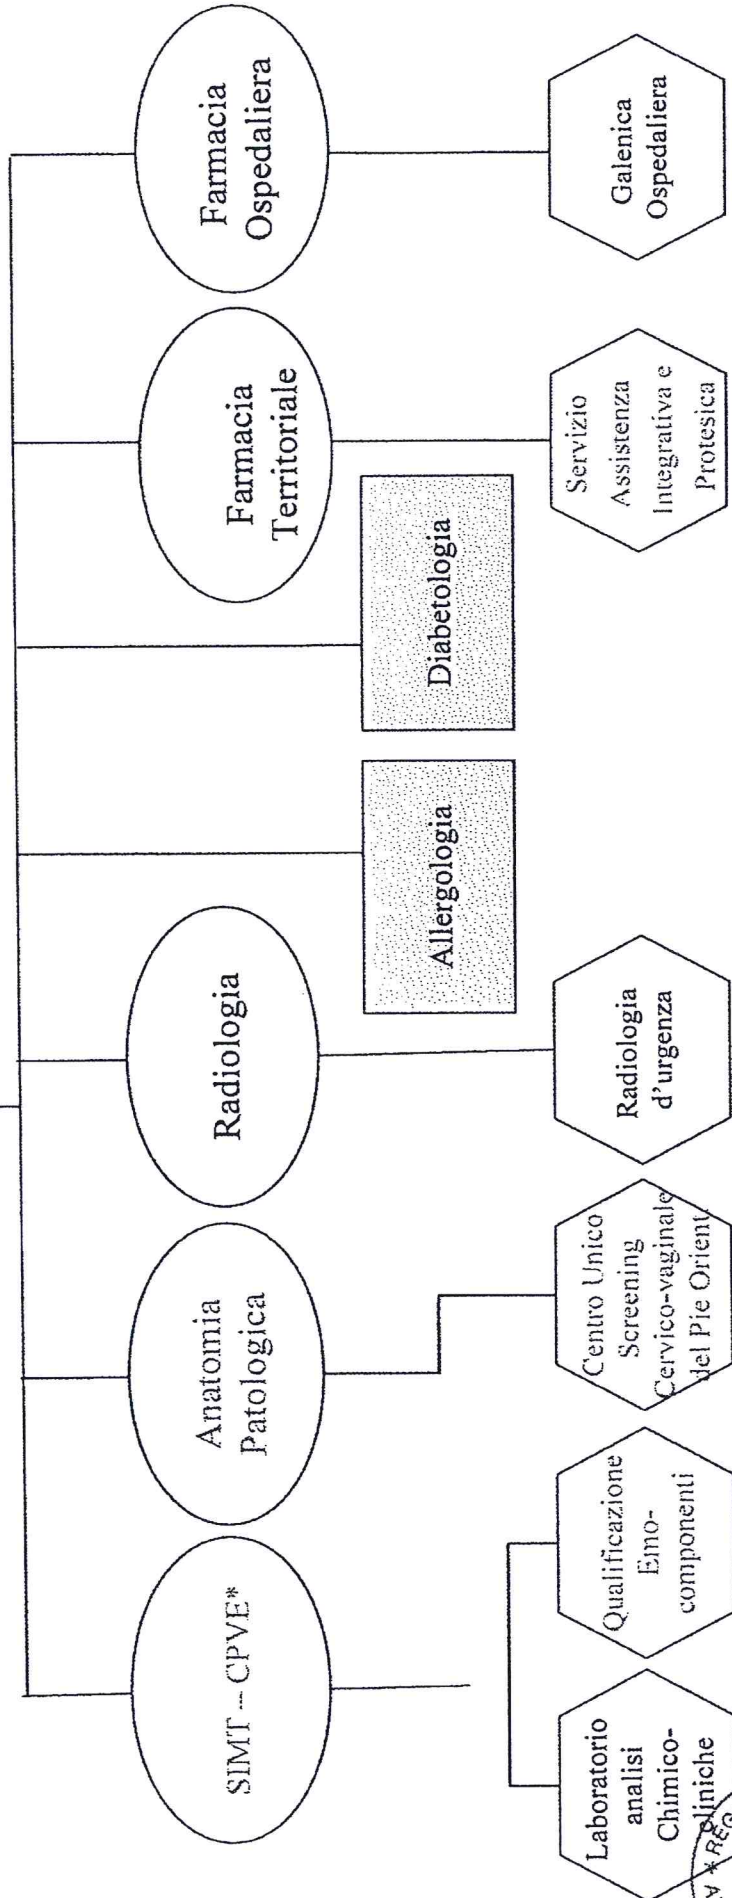 SIMT – CPVE*
Anatomia
Patologica
Radiologia
Allergologia
Diabetologia
Farmacia
Territoriale
Farmacia
Ospedaliera
Laboratorio
analisi
Chimico-
cliniche
Qualificazione
Emo-
componenti
Centro Unico
Screening
Cervico-vaginale
del Pie Orient.
Radiologia
d'urgenza
Servizio
Assistenza
Integrativa e
Protesica
Galenica
Ospedaliera